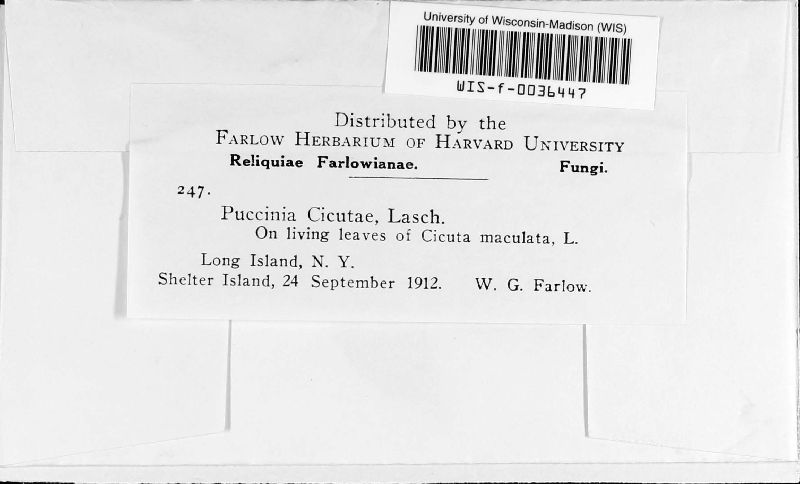 University of Wisconsin-Madison (WIS)
WIS-f-0036447
Distributed by the
FARLOW HERBARIUM OF HARVARD UNIVERSITY
Reliquiae Farlowianae. Fungi.
247.
Puccinia Cicutae, Lasch.
On living leaves of Cicuta maculata, L.
Long Island, N. Y.
Shelter Island, 24 September 1912. W. G. Farlow.